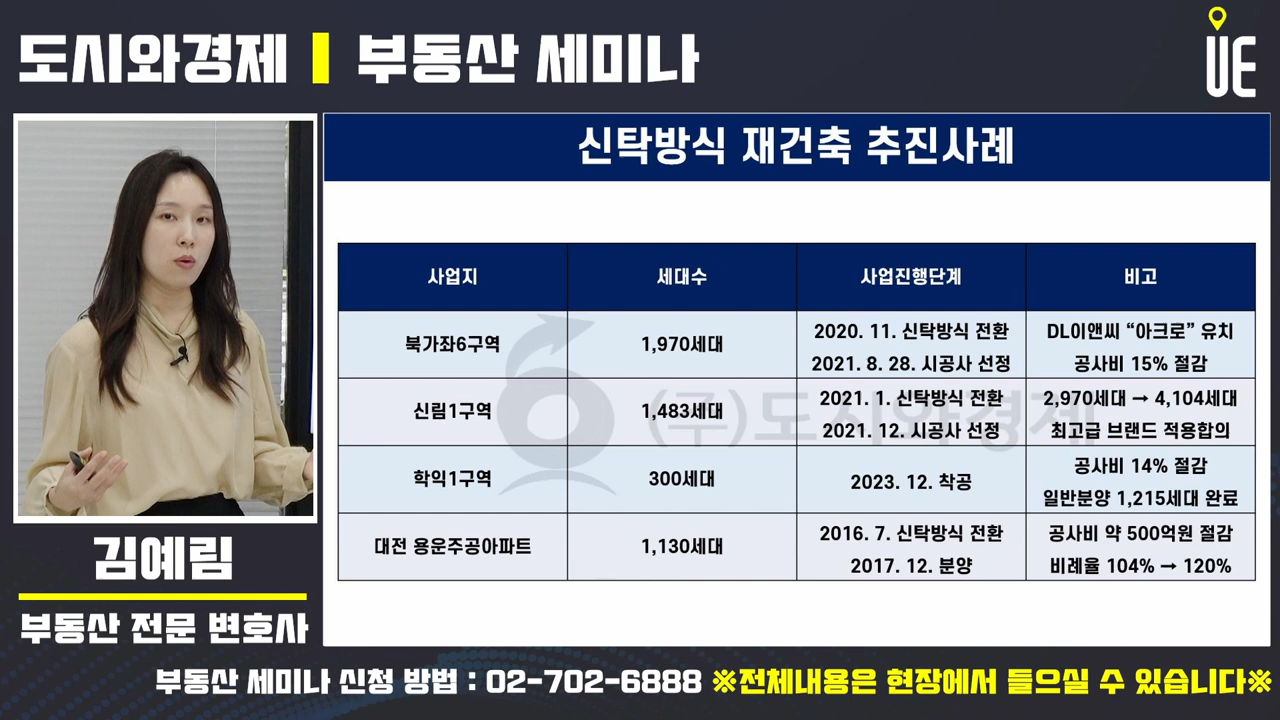 도시와경제 | 부동산 세미나
UE
신탁방식 재건축 추진사례
사업지 세대수 사업진행단계 비고
북가좌6구역 1,970세대 2020. 11. 신탁방식 전환 DL이앤씨 “아크로” 유치
2021. 8. 28. 시공사 선정 공사비 15% 절감
신림1구역 1,483세대 2021. 1. 신탁방식 전환 2,970세대 → 4,104세대
2021. 12. 시공사 선정 최고급 브랜드 적용합의
학익1구역 300세대 2023. 12. 착공 공사비 14% 절감
일반분양 1,215세대 완료
대전 용운주공아파트 1,130세대 2016. 7. 신탁방식 전환 공사비 약 500억원 절감
2017. 12. 분양 비례율 104% → 120%
(주)도시와경제
김예림
부동산 전문 변호사
부동산 세미나 신청 방법 : 02-702-6888 ※전체내용은 현장에서 들으실 수 있습니다※